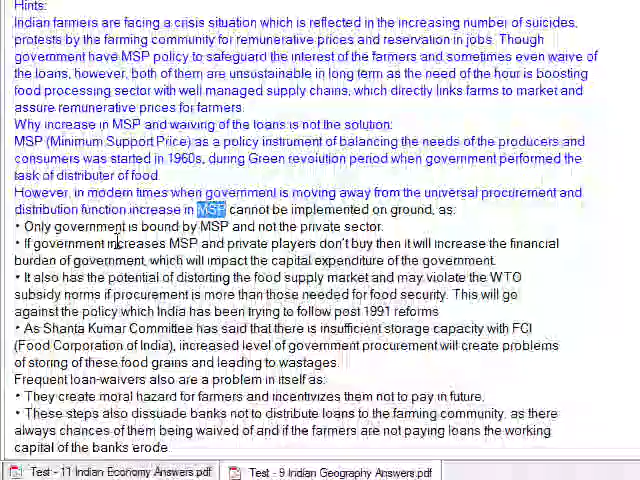 Hints:
Indian farmers are facing a crisis situation which is reflected in the increasing number of suicides,
protests by the farming community for remunerative prices and reservation in jobs. Though
government have MSP policy to safeguard the interest of the farmers and sometimes even waive of
the loans, however, both of them are unsustainable in long term as the need of the hour is boosting
food processing sector with well managed supply chains, which directly links farms to market and
assure remunerative prices for farmers.
Why increase in MSP and waiving of the loans is not the solution:
MSP (Minimum Support Price) as a policy instrument of balancing the needs of the producers and
consumers was started in 1960s, during Green revolution period when government performed the
task of distributer of food.
However, in modern times when government is moving away from the universal procurement and
distribution function increase in MSP cannot be implemented on ground, as:
• Only government is bound by MSP and not the private sector.
• If government increases MSP and private players don't buy then it will increase the financial
burden of government, which will impact the capital expenditure of the government.
• It also has the potential of distorting the food supply market and may violate the WTO
subsidy norms if procurement is more than those needed for food security. This will go
against the policy which India has been trying to follow post 1991 reforms
• As Shanta Kumar Committee has said that there is insufficient storage capacity with FCI
(Food Corporation of India), increased level of government procurement will create problems
of storing of these food grains and leading to wastages.
Frequent loan-waivers also are a problem in itself as:
• They create moral hazard for farmers and incentivizes them not to pay in future.
• These steps also dissuade banks not to distribute loans to the farming community, as there
always chances of them being waived of and if the farmers are not paying loans the working
capital of the banks erode.
Test - 11 Indian Economy Answers.pdf
Test - 9 Indian Geography Answers.pdf